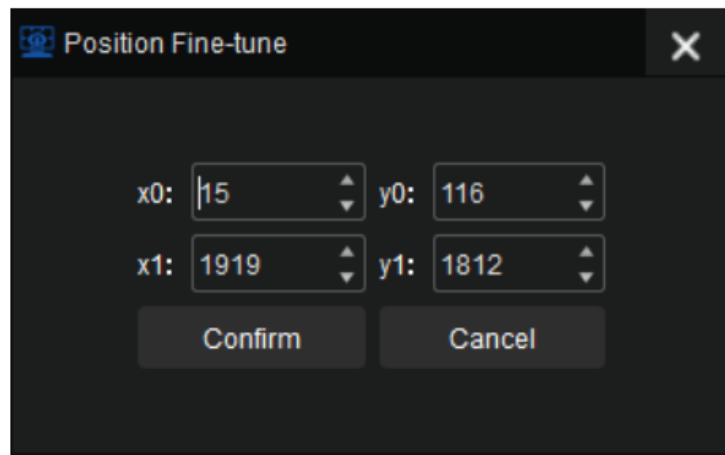 Position Fine-tune
x0: 15 y0: 116
x1: 1919 y1: 1812
Confirm Cancel